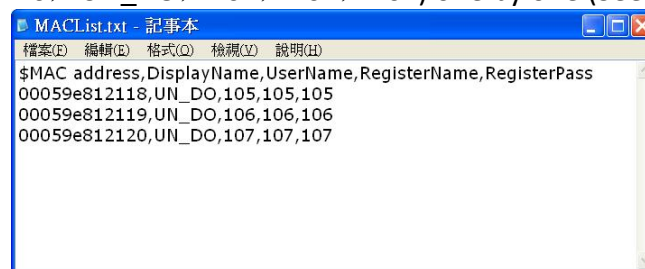 MACList.txt - 記事本
檔案(F) 編輯(E) 格式(O) 檢視(V) 說明(H)
$MAC address,DisplayName,UserName,RegisterName,RegisterPass
00059e812118,UN_DO,105,105,105
00059e812119,UN_DO,106,106,106
00059e812120,UN_DO,107,107,107